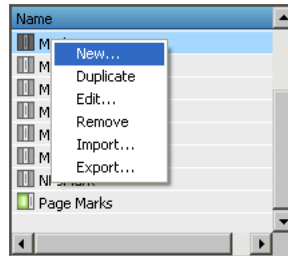 Name
M
New...
M
Duplicate
M
Edit...
M
Remove
M
Import...
M
Export...
Page Marks